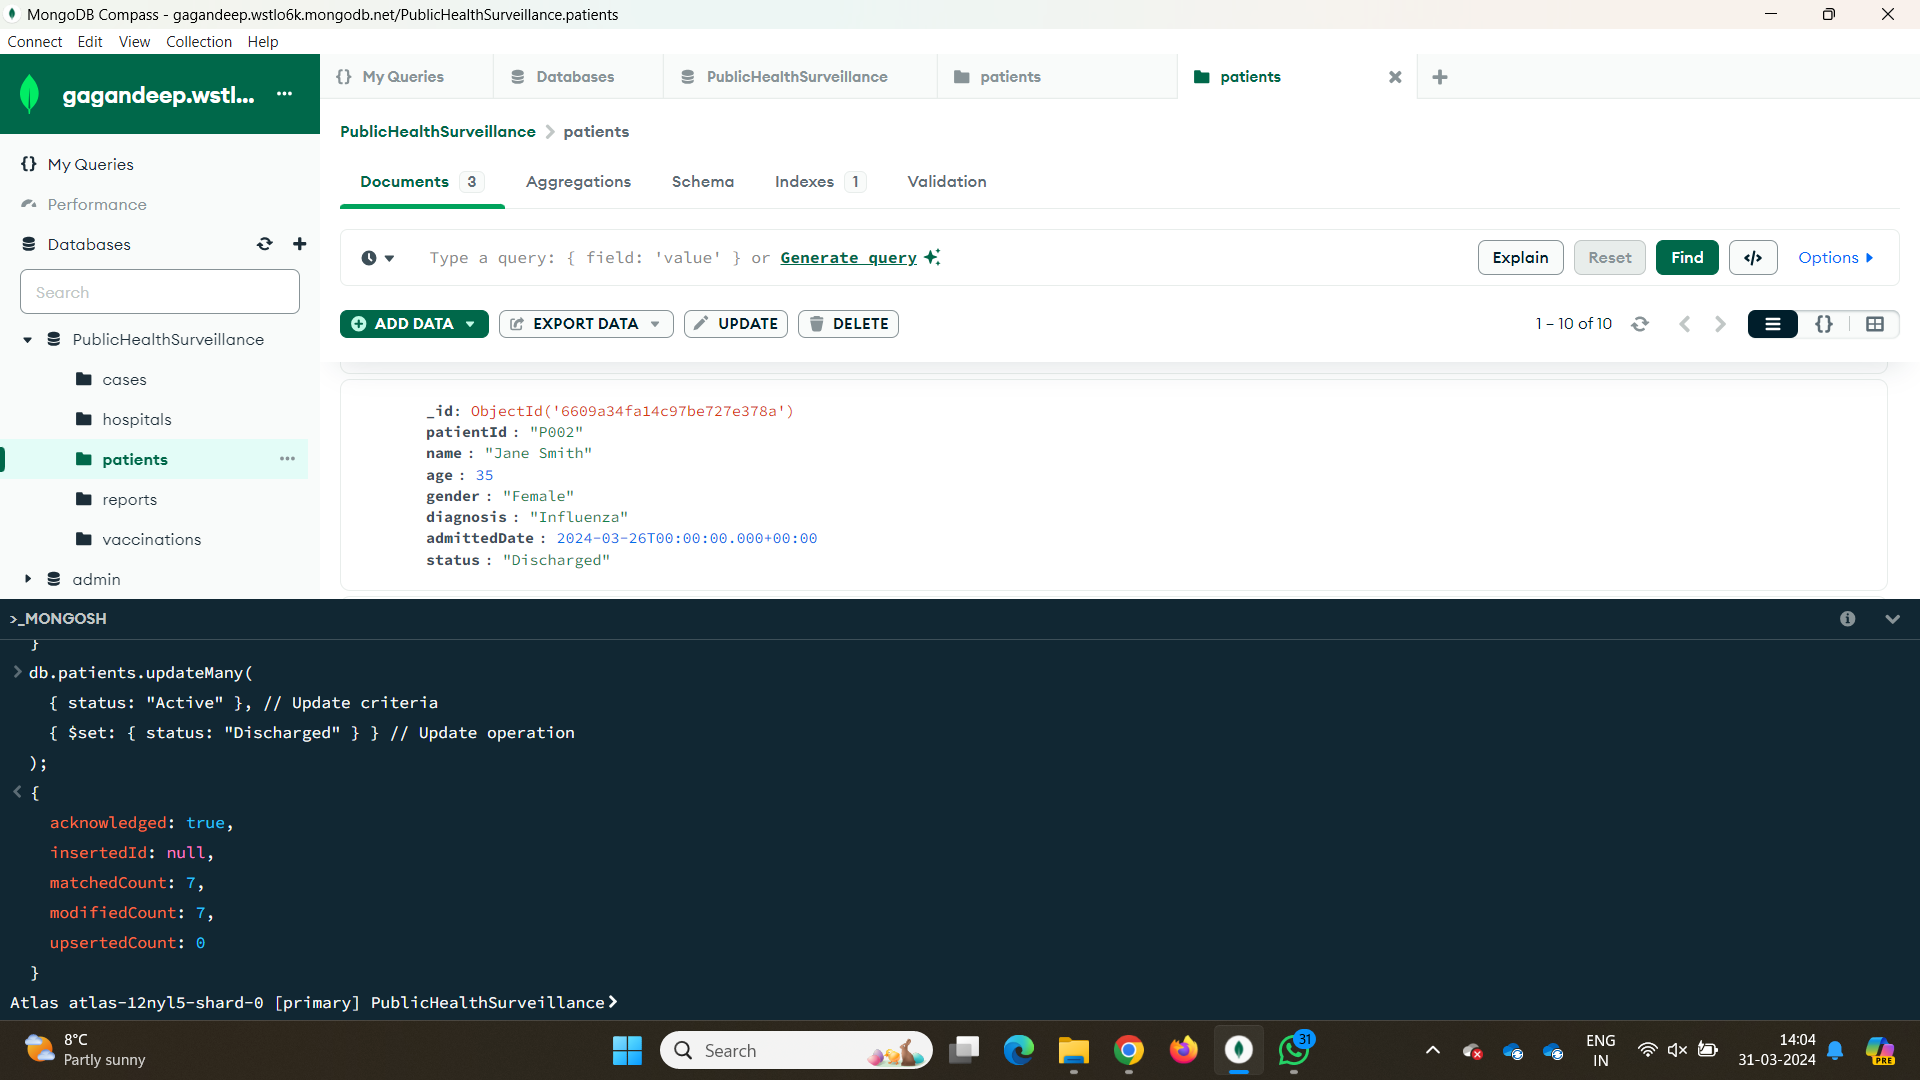 MongoDB Compass - gagandeep.wstlo6k.mongodb.net/PublicHealthSurveillance.patients
Connect Edit View Collection Help
gagandeep.wstl...
{} My Queries
Databases
PublicHealthSurveillance
patients
patients
My Queries
Performance
Databases
Search
PublicHealthSurveillance
cases
hospitals
patients
reports
vaccinations
admin
PublicHealthSurveillance > patients
Documents 3
Aggregations
Schema
Indexes 1
Validation
Type a query: { field: 'value' } or Generate query
Explain
Reset
Find
</>
Options
ADD DATA
EXPORT DATA
UPDATE
DELETE
1 – 10 of 10
{}
_id: ObjectId('6609a34fa14c97be727e378a')
patientId : "P002"
name : "Jane Smith"
age : 35
gender : "Female"
diagnosis : "Influenza"
admittedDate : 2024-03-26T00:00:00.000+00:00
status : "Discharged"
>_MONGOSH
}
> db.patients.updateMany(
{ status: "Active" }, // Update criteria
{ $set: { status: "Discharged" } } // Update operation
);
< {
acknowledged: true,
insertedId: null,
matchedCount: 7,
modifiedCount: 7,
upsertedCount: 0
}
Atlas atlas-12nyl5-shard-0 [primary] PublicHealthSurveillance>
8°C
Partly sunny
Search
31
ENG
IN
14:04
31-03-2024
PRE